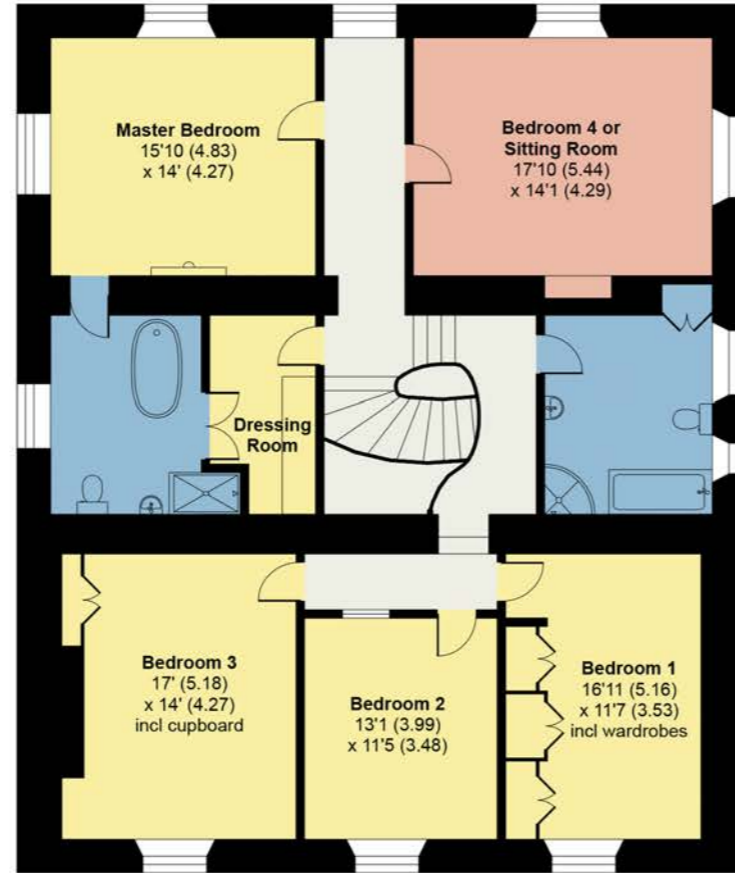 Master Bedroom
15'10 (4.83)
x 14' (4.27)
Bedroom 4 or
Sitting Room
17'10 (5.44)
x 14'1 (4.29)
Dressing
Room
Bedroom 3
17' (5.18)
x 14' (4.27)
incl cupboard
Bedroom 2
13'1 (3.99)
x 11'5 (3.48)
Bedroom 1
16'11 (5.16)
x 11'7 (3.53)
incl wardrobes